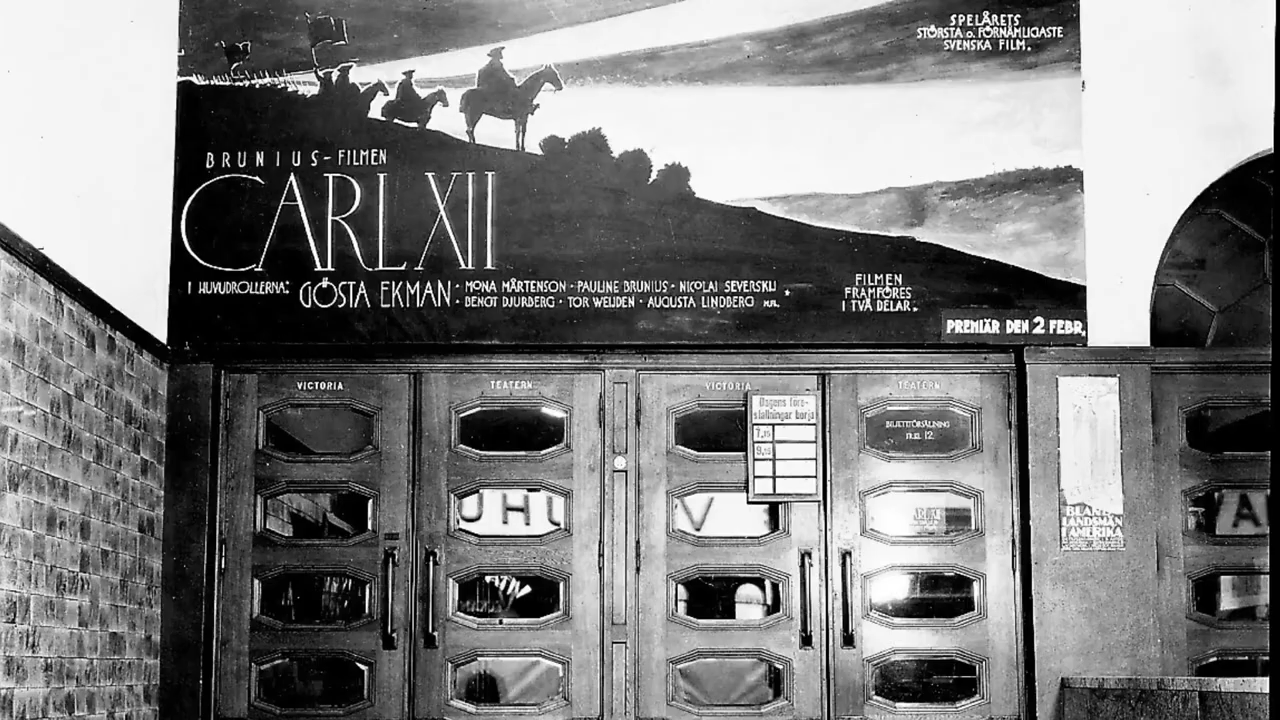 SPELÅRETS
STÖRSTA o. FÖRNÄMLIGASTE
SVENSKA FILM.
BRUNIUS-FILMEN
CARL XII
I HUVUDROLLERNA: GÖSTA EKMAN · MONA MÅRTENSON · PAULINE BRUNIUS · NICOLAI SEVERSKIJ
BENGT DJURBERG · TOR WEIJDEN · AUGUSTA LINDBERG M.FL.
FILMEN
FRAMFÖRES
I TVÅ DELAR.
PREMIÄR DEN 2 FEBR.
VICTORIA TEATERN VICTORIA TEATERN
Dagens före-
ställningar börja
7,15
9,15
BILJETTFÖRSÄLJNING
fr. kl. 12.
UHU V
BLAND
LANDSMÄN
I AMERIKA
A